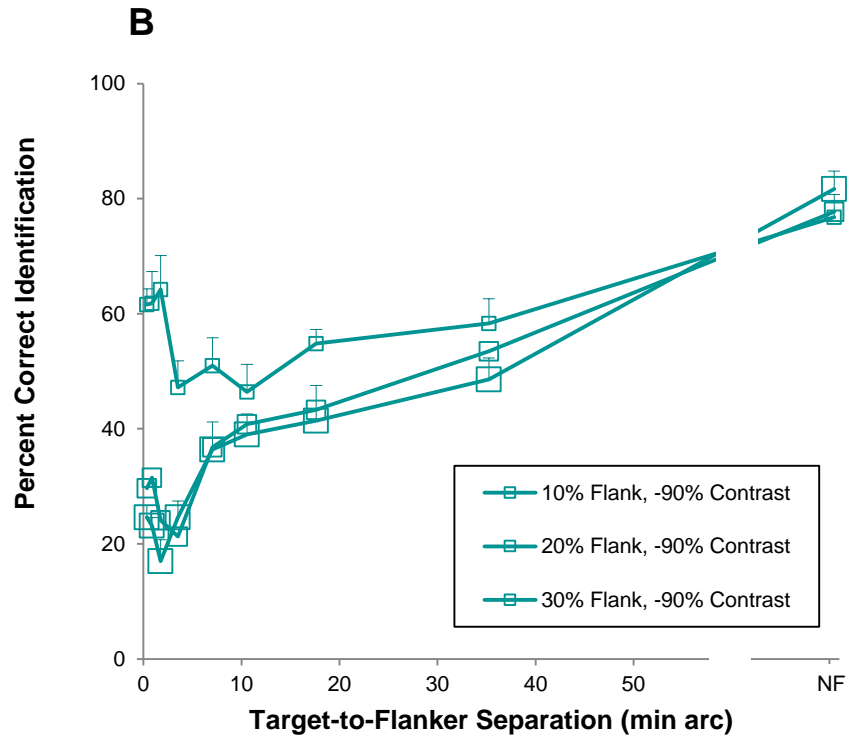 B
100
80
60
40
20
0
Percent Correct Identification
10% Flank, -90% Contrast
20% Flank, -90% Contrast
30% Flank, -90% Contrast
0 10 20 30 40 50 NF
Target-to-Flanker Separation (min arc)